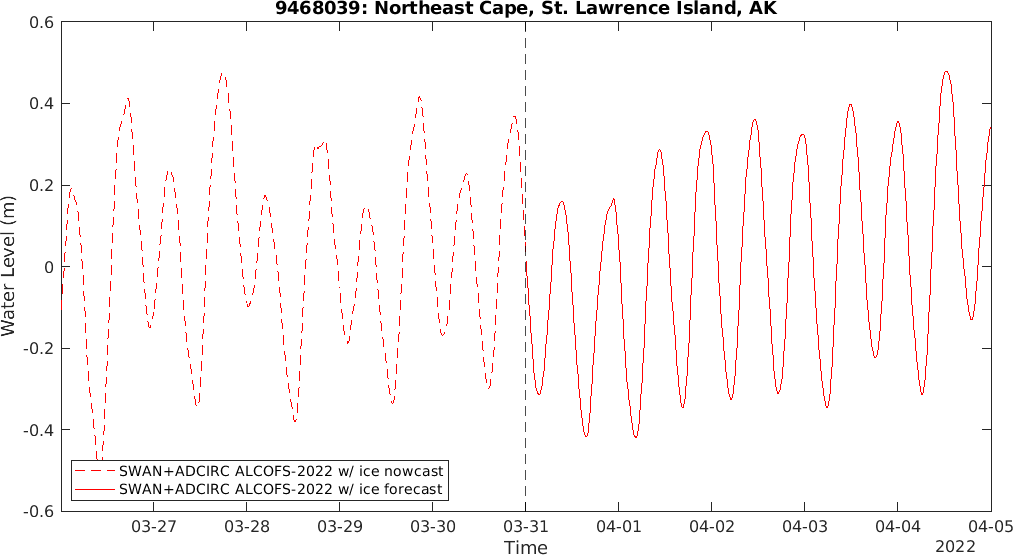 9468039: Northeast Cape, St. Lawrence Island, AK
Water Level (m)
0.6
0.4
0.2
0
-0.2
-0.4
-0.6
SWAN+ADCIRC ALCOFS-2022 w/ ice nowcast
SWAN+ADCIRC ALCOFS-2022 w/ ice forecast
03-27 03-28 03-29 03-30 03-31 04-01 04-02 04-03 04-04 04-05
Time
2022